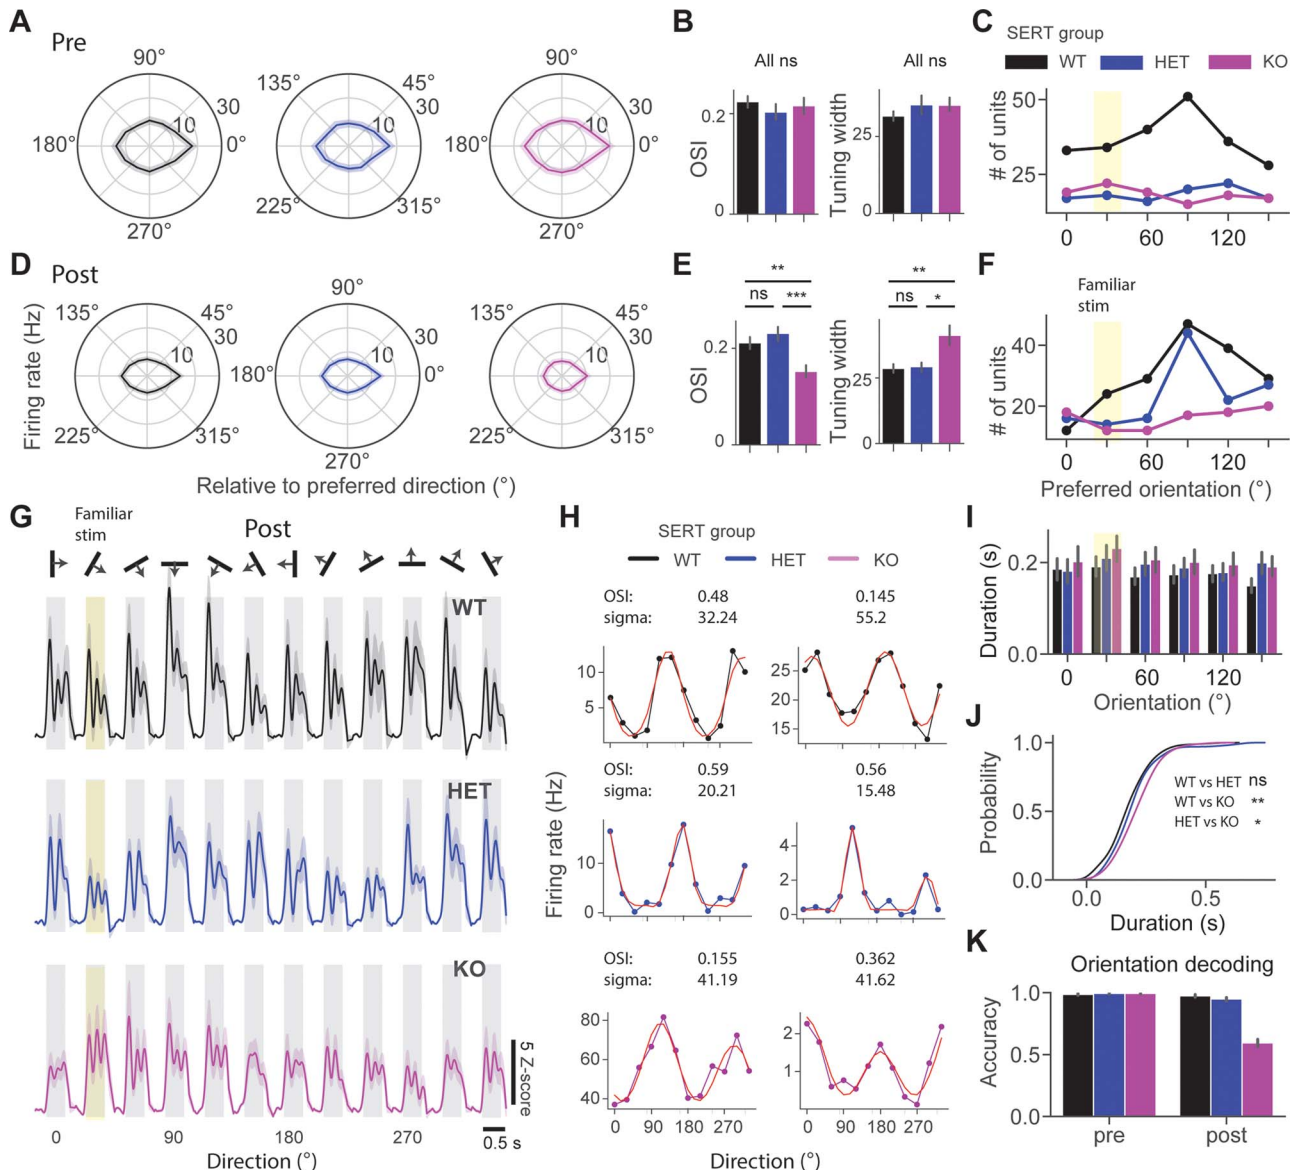 A
Pre
90°
180°
10
30
0°
270°
135°
45°
30
10
225°
315°
90°
180°
10
30
0°
270°
B
All ns
All ns
OSI
0.2
0
Tuning width
25
0
C
SERT group
WT
HET
KO
# of units
50
25
0
60
120
D
Post
Firing rate (Hz)
135°
45°
30
10
225°
315°
90°
180°
10
30
0°
270°
135°
45°
30
10
225°
315°
Relative to preferred direction (°)
E
**
ns
***
OSI
0.2
0
**
ns
*
Tuning width
25
0
F
Familiar
stim
# of units
40
20
0
60
120
Preferred orientation (°)
G
Familiar
stim
Post
WT
HET
KO
5 Z-score
0.5 s
0
90
180
270
Direction (°)
H
SERT group
WT
HET
KO
OSI:
0.48
0.145
sigma:
32.24
55.2
10
5
25
20
15
OSI:
0.59
0.56
sigma:
20.21
15.48
Firing rate (Hz)
10
0
4
2
0
OSI:
0.155
0.362
sigma:
41.19
41.62
80
60
40
2
1
0
90
180
270
0
90
180
270
Direction (°)
I
Duration (s)
0.2
0.0
0
60
120
Orientation (°)
J
Probability
1.0
0.5
0.0
WT vs HET ns
WT vs KO **
HET vs KO *
0.0
0.5
Duration (s)
K
Orientation decoding
Accuracy
1.0
0.5
0.0
pre
post